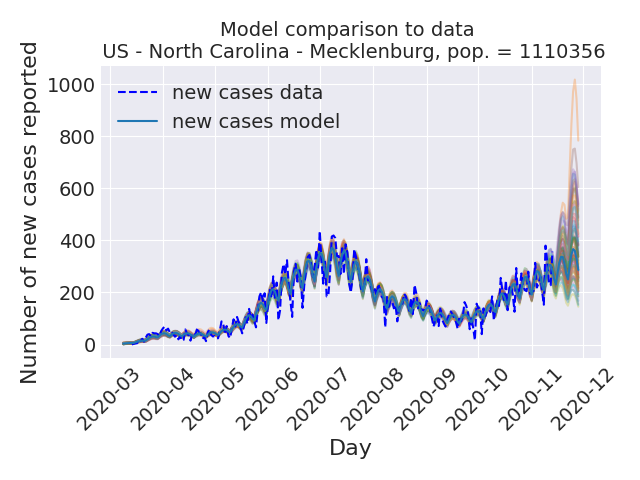 Model comparison to data
US - North Carolina - Mecklenburg, pop. = 1110356
Number of new cases reported
1000
800
600
400
200
0
new cases data
new cases model
2020-03
2020-04
2020-05
2020-06
2020-07
2020-08
2020-09
2020-10
2020-11
2020-12
Day